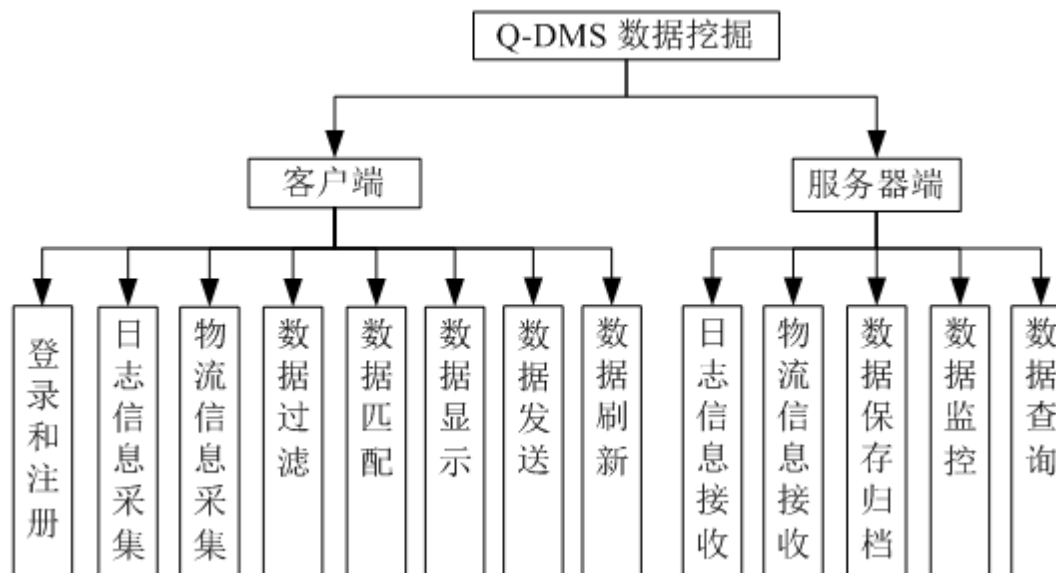 Q-DMS 数据挖掘
客户端
服务器端
登录和注册
日志信息采集
物流信息采集
数据过滤
数据匹配
数据显示
数据发送
数据刷新
日志信息接收
物流信息接收
数据保存归档
数据监控
数据查询